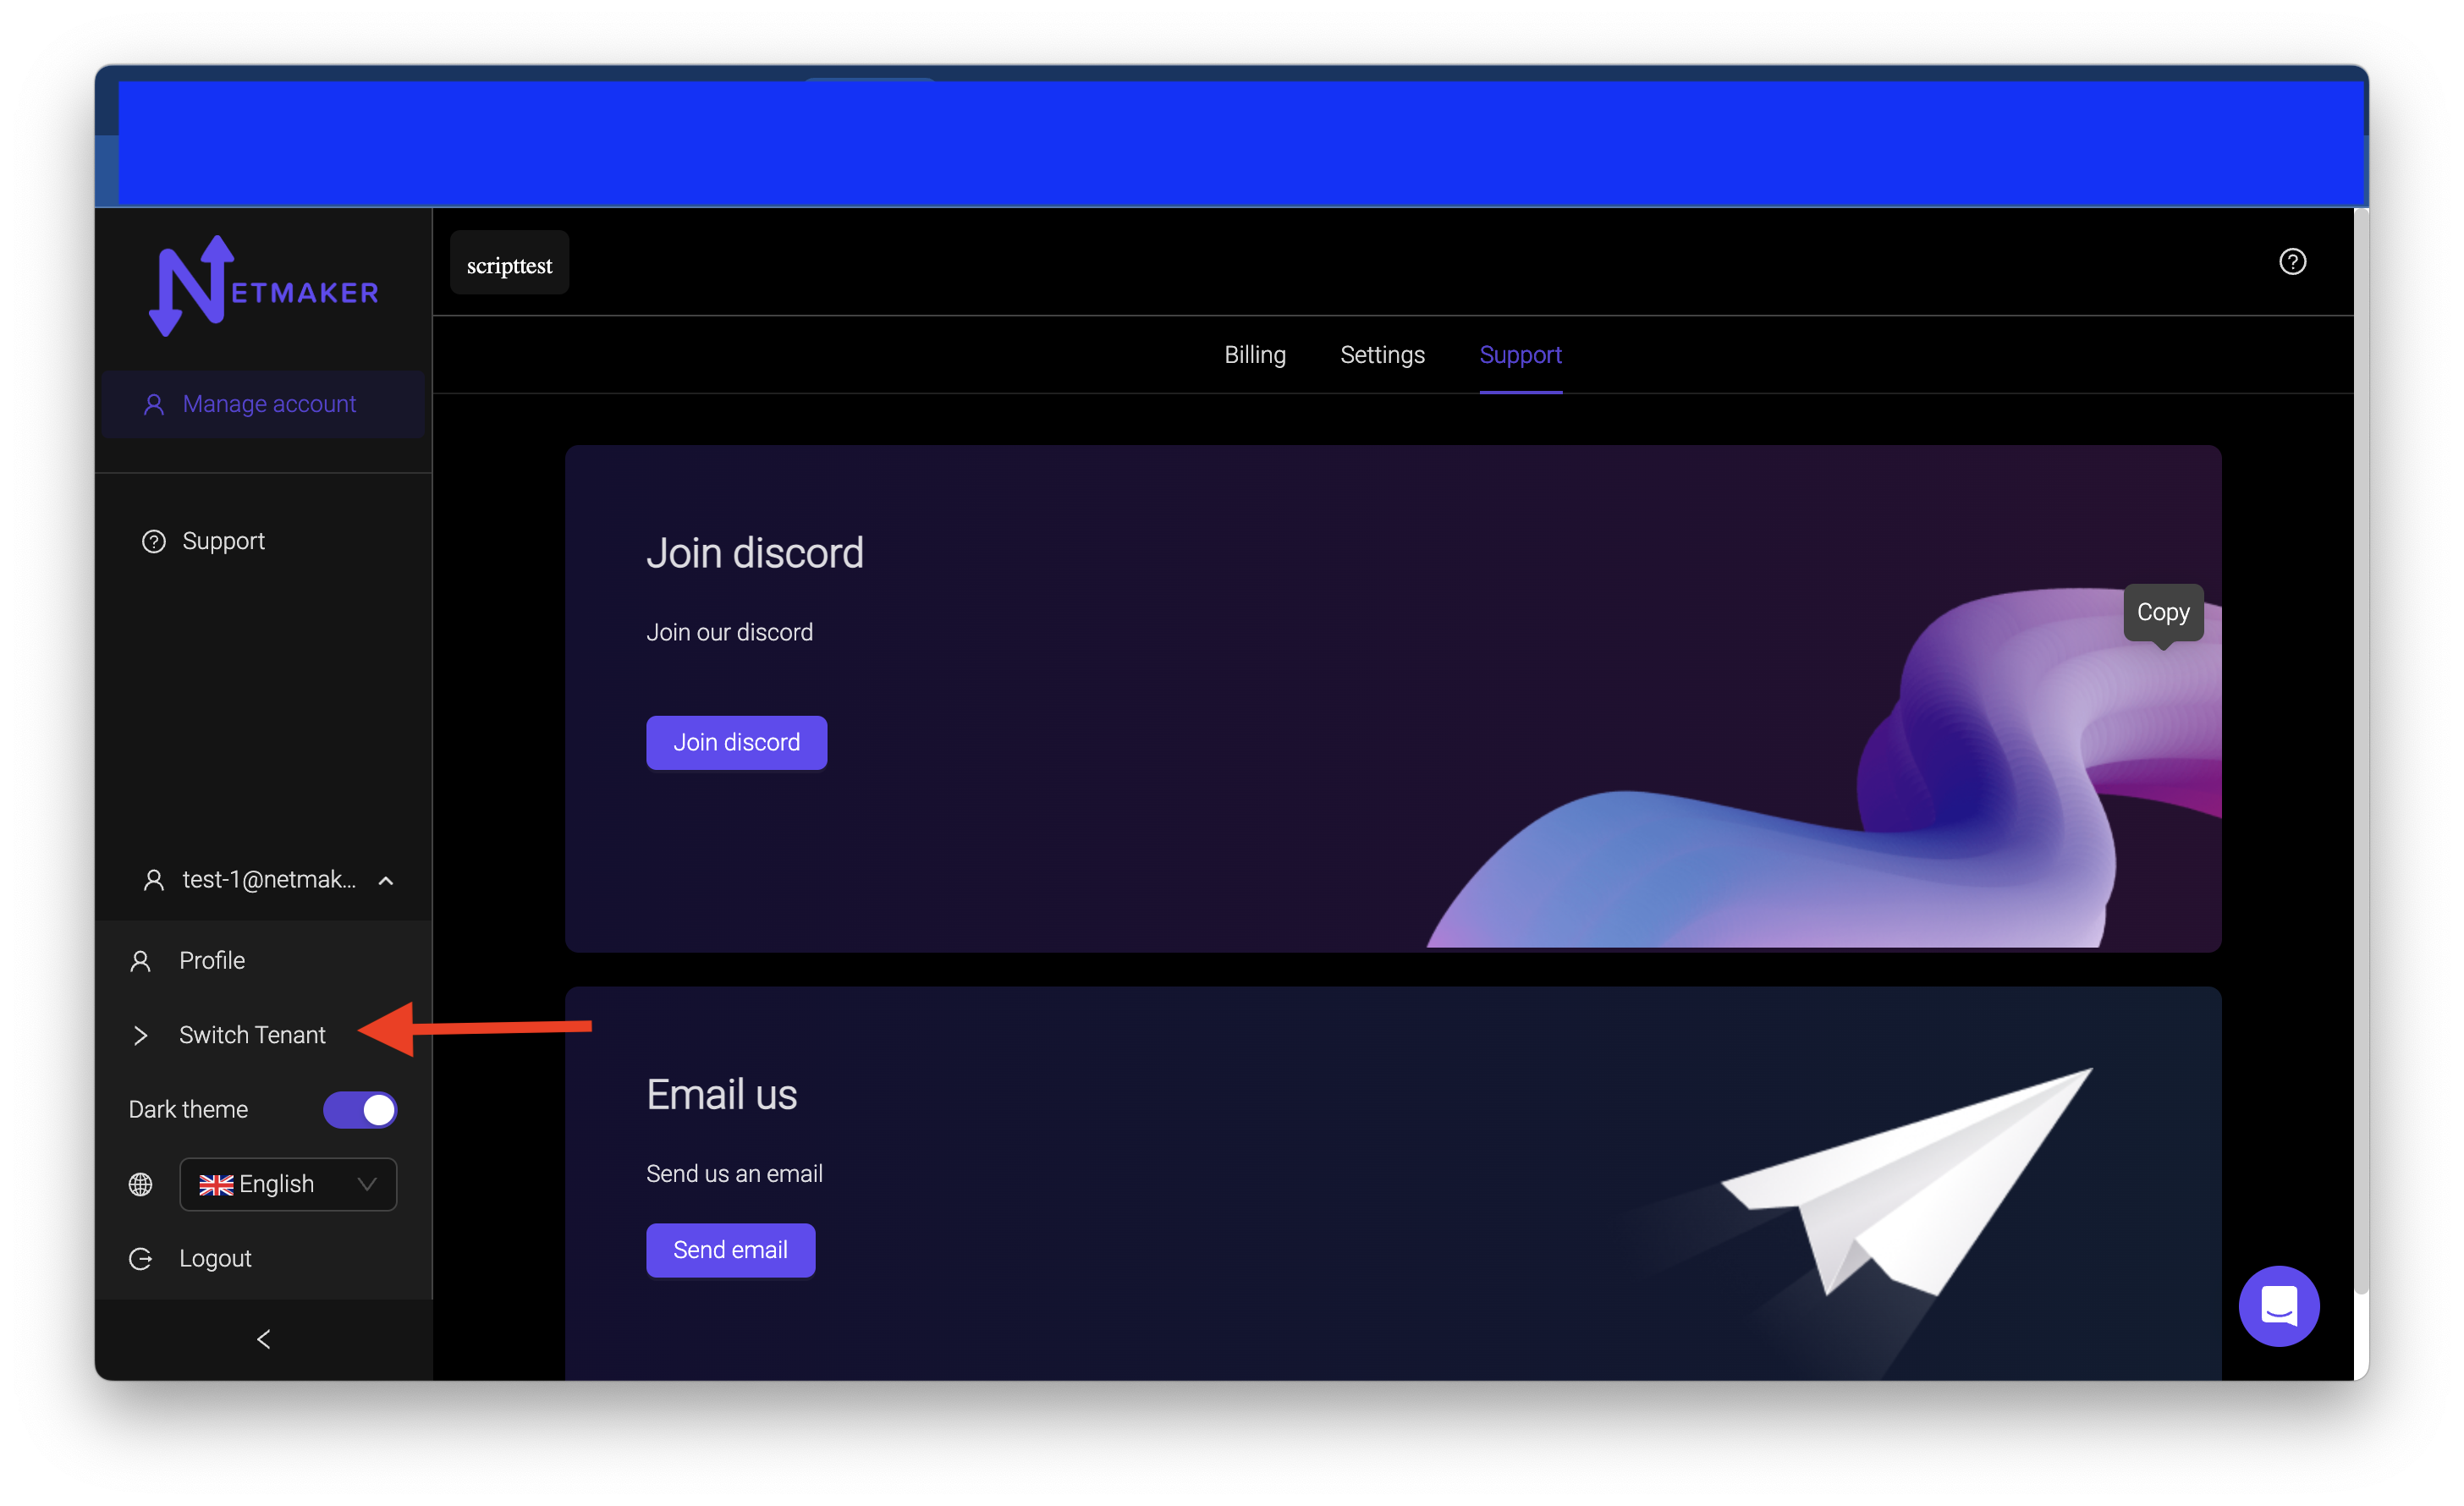 NETMAKER
scripttest
Billing Settings Support
Manage account
Support
Join discord
Join our discord
Copy
Join discord
test-1@netmak...
Profile
Switch Tenant
Dark theme
English
Logout
Email us
Send us an email
Send email